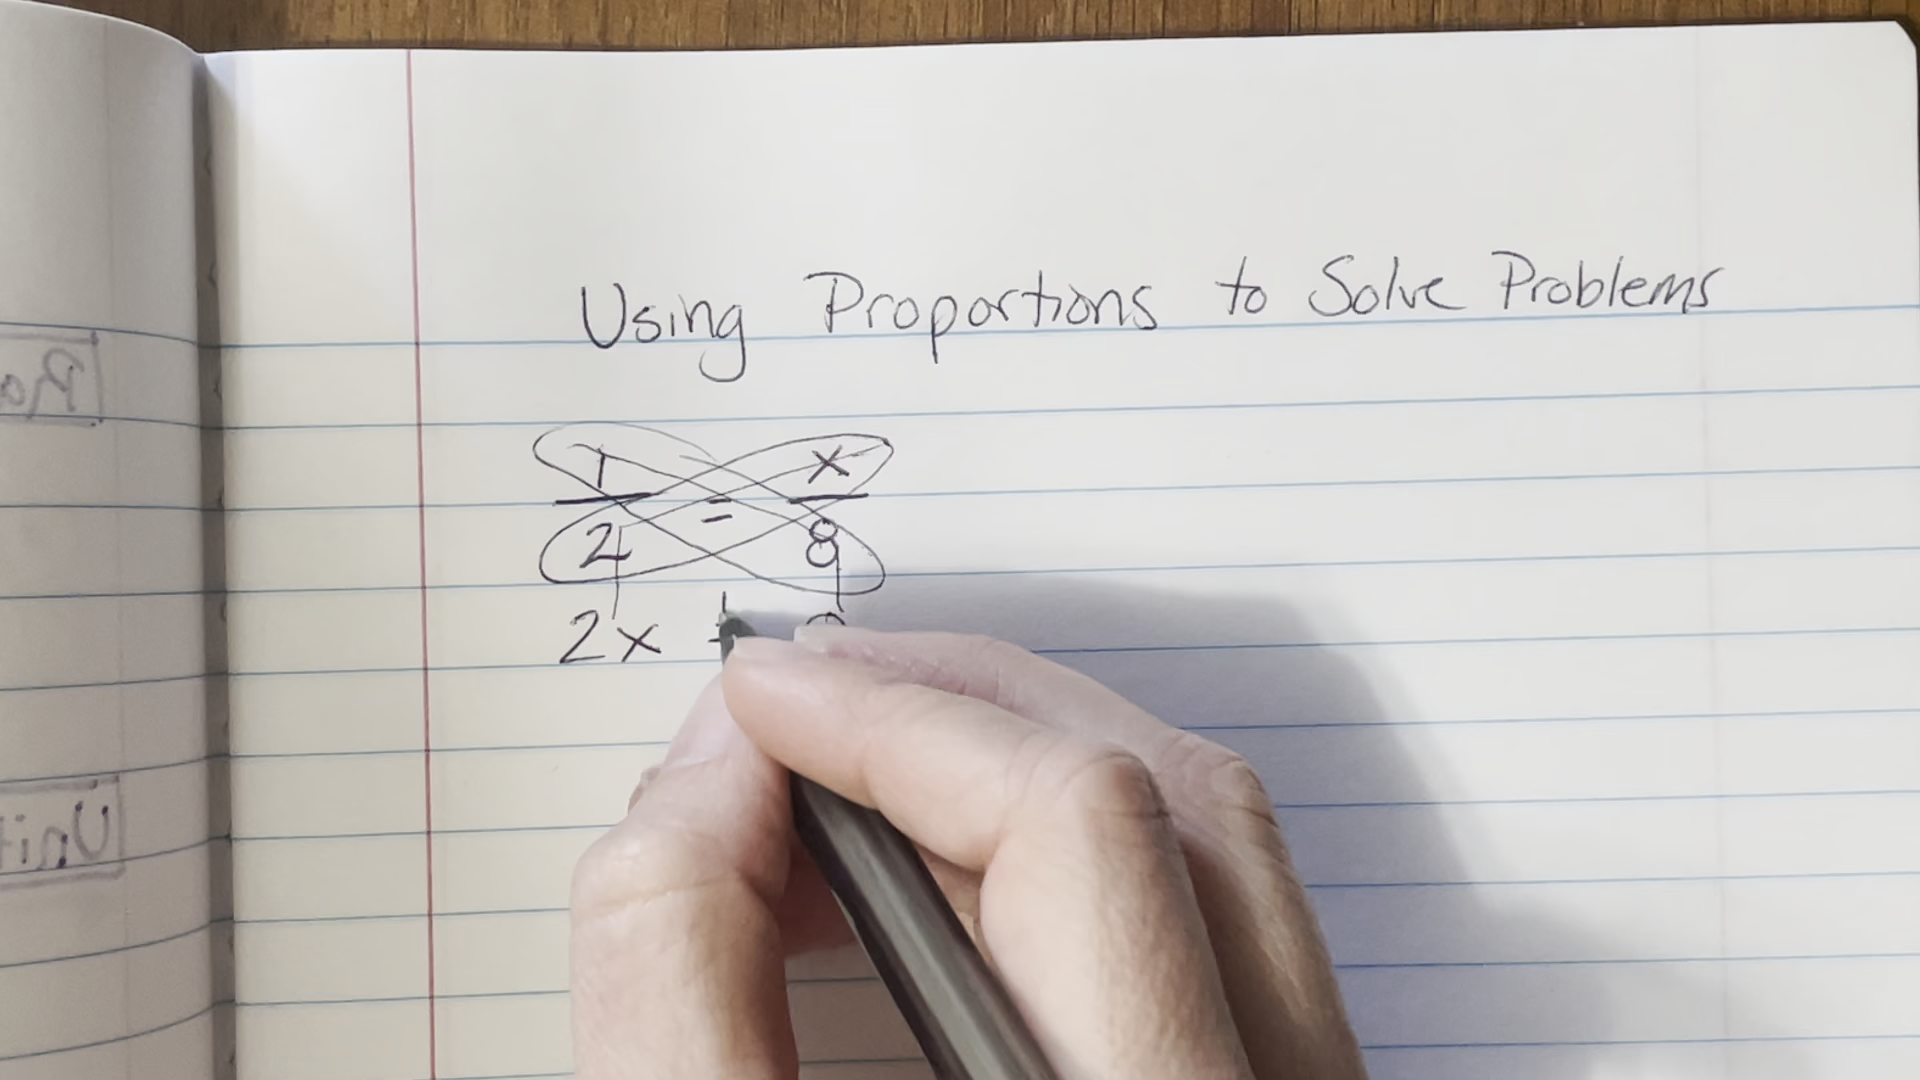 Using Proportions to Solve Problems
1 = x
2 8
2x